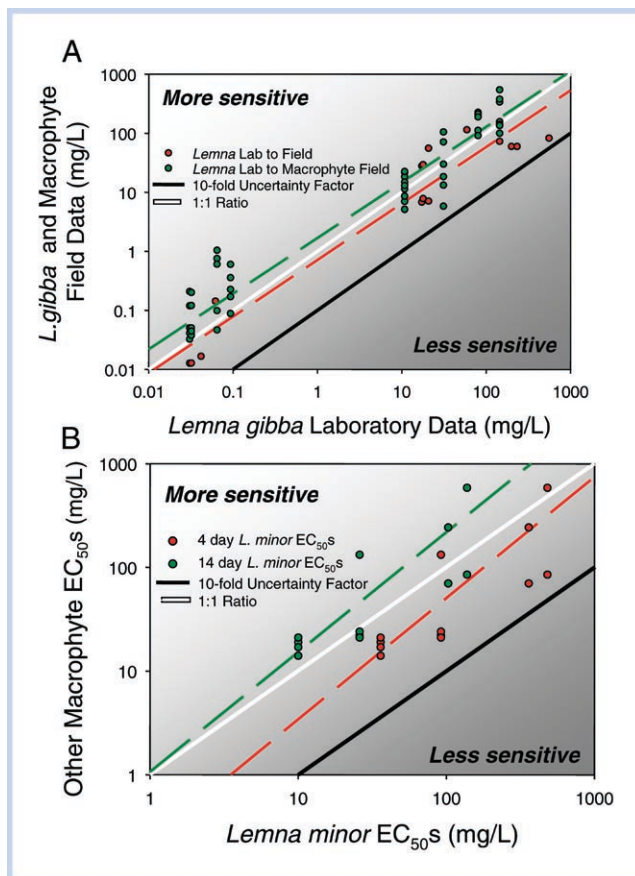 A
L.gibba and Macrophyte
Field Data (mg/L)
1000
100
10
1
0.1
0.01
More sensitive
Lemna Lab to Field
Lemna Lab to Macrophyte Field
10-fold Uncertainty Factor
1:1 Ratio
Less sensitive
0.01 0.1 1 10 100 1000
Lemna gibba Laboratory Data (mg/L)
B
Other Macrophyte EC50s (mg/L)
1000
100
10
1
More sensitive
4 day L. minor EC50s
14 day L. minor EC50s
10-fold Uncertainty Factor
1:1 Ratio
Less sensitive
1 10 100 1000
Lemna minor EC50s (mg/L)